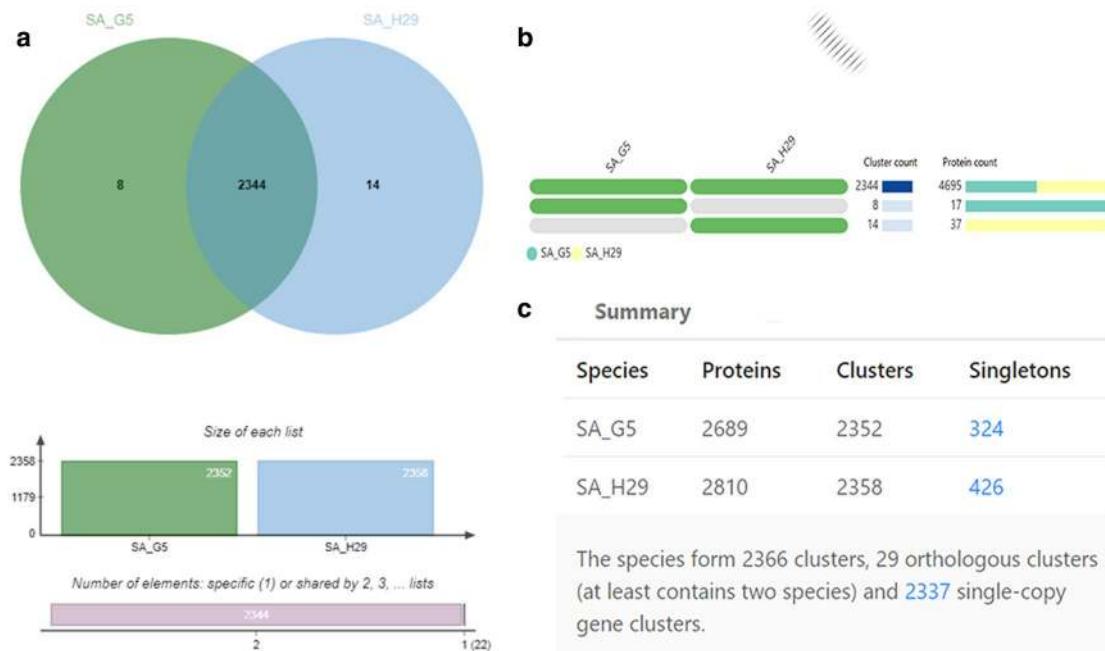 a
SA_G5
SA_H29
8
2344
14
Size of each list
2358
1179
0
2352
2358
SA_G5
SA_H29
Number of elements: specific (1) or shared by 2, 3, ... lists
2344
2
1 (22)
b
SA_G5
SA_H29
Cluster count
Protein count
2344
4695
8
17
14
37
SA_G5 SA_H29
c
Summary
Species Proteins Clusters Singletons
SA_G5 2689 2352 324
SA_H29 2810 2358 426
The species form 2366 clusters, 29 orthologous clusters
(at least contains two species) and 2337 single-copy
gene clusters.